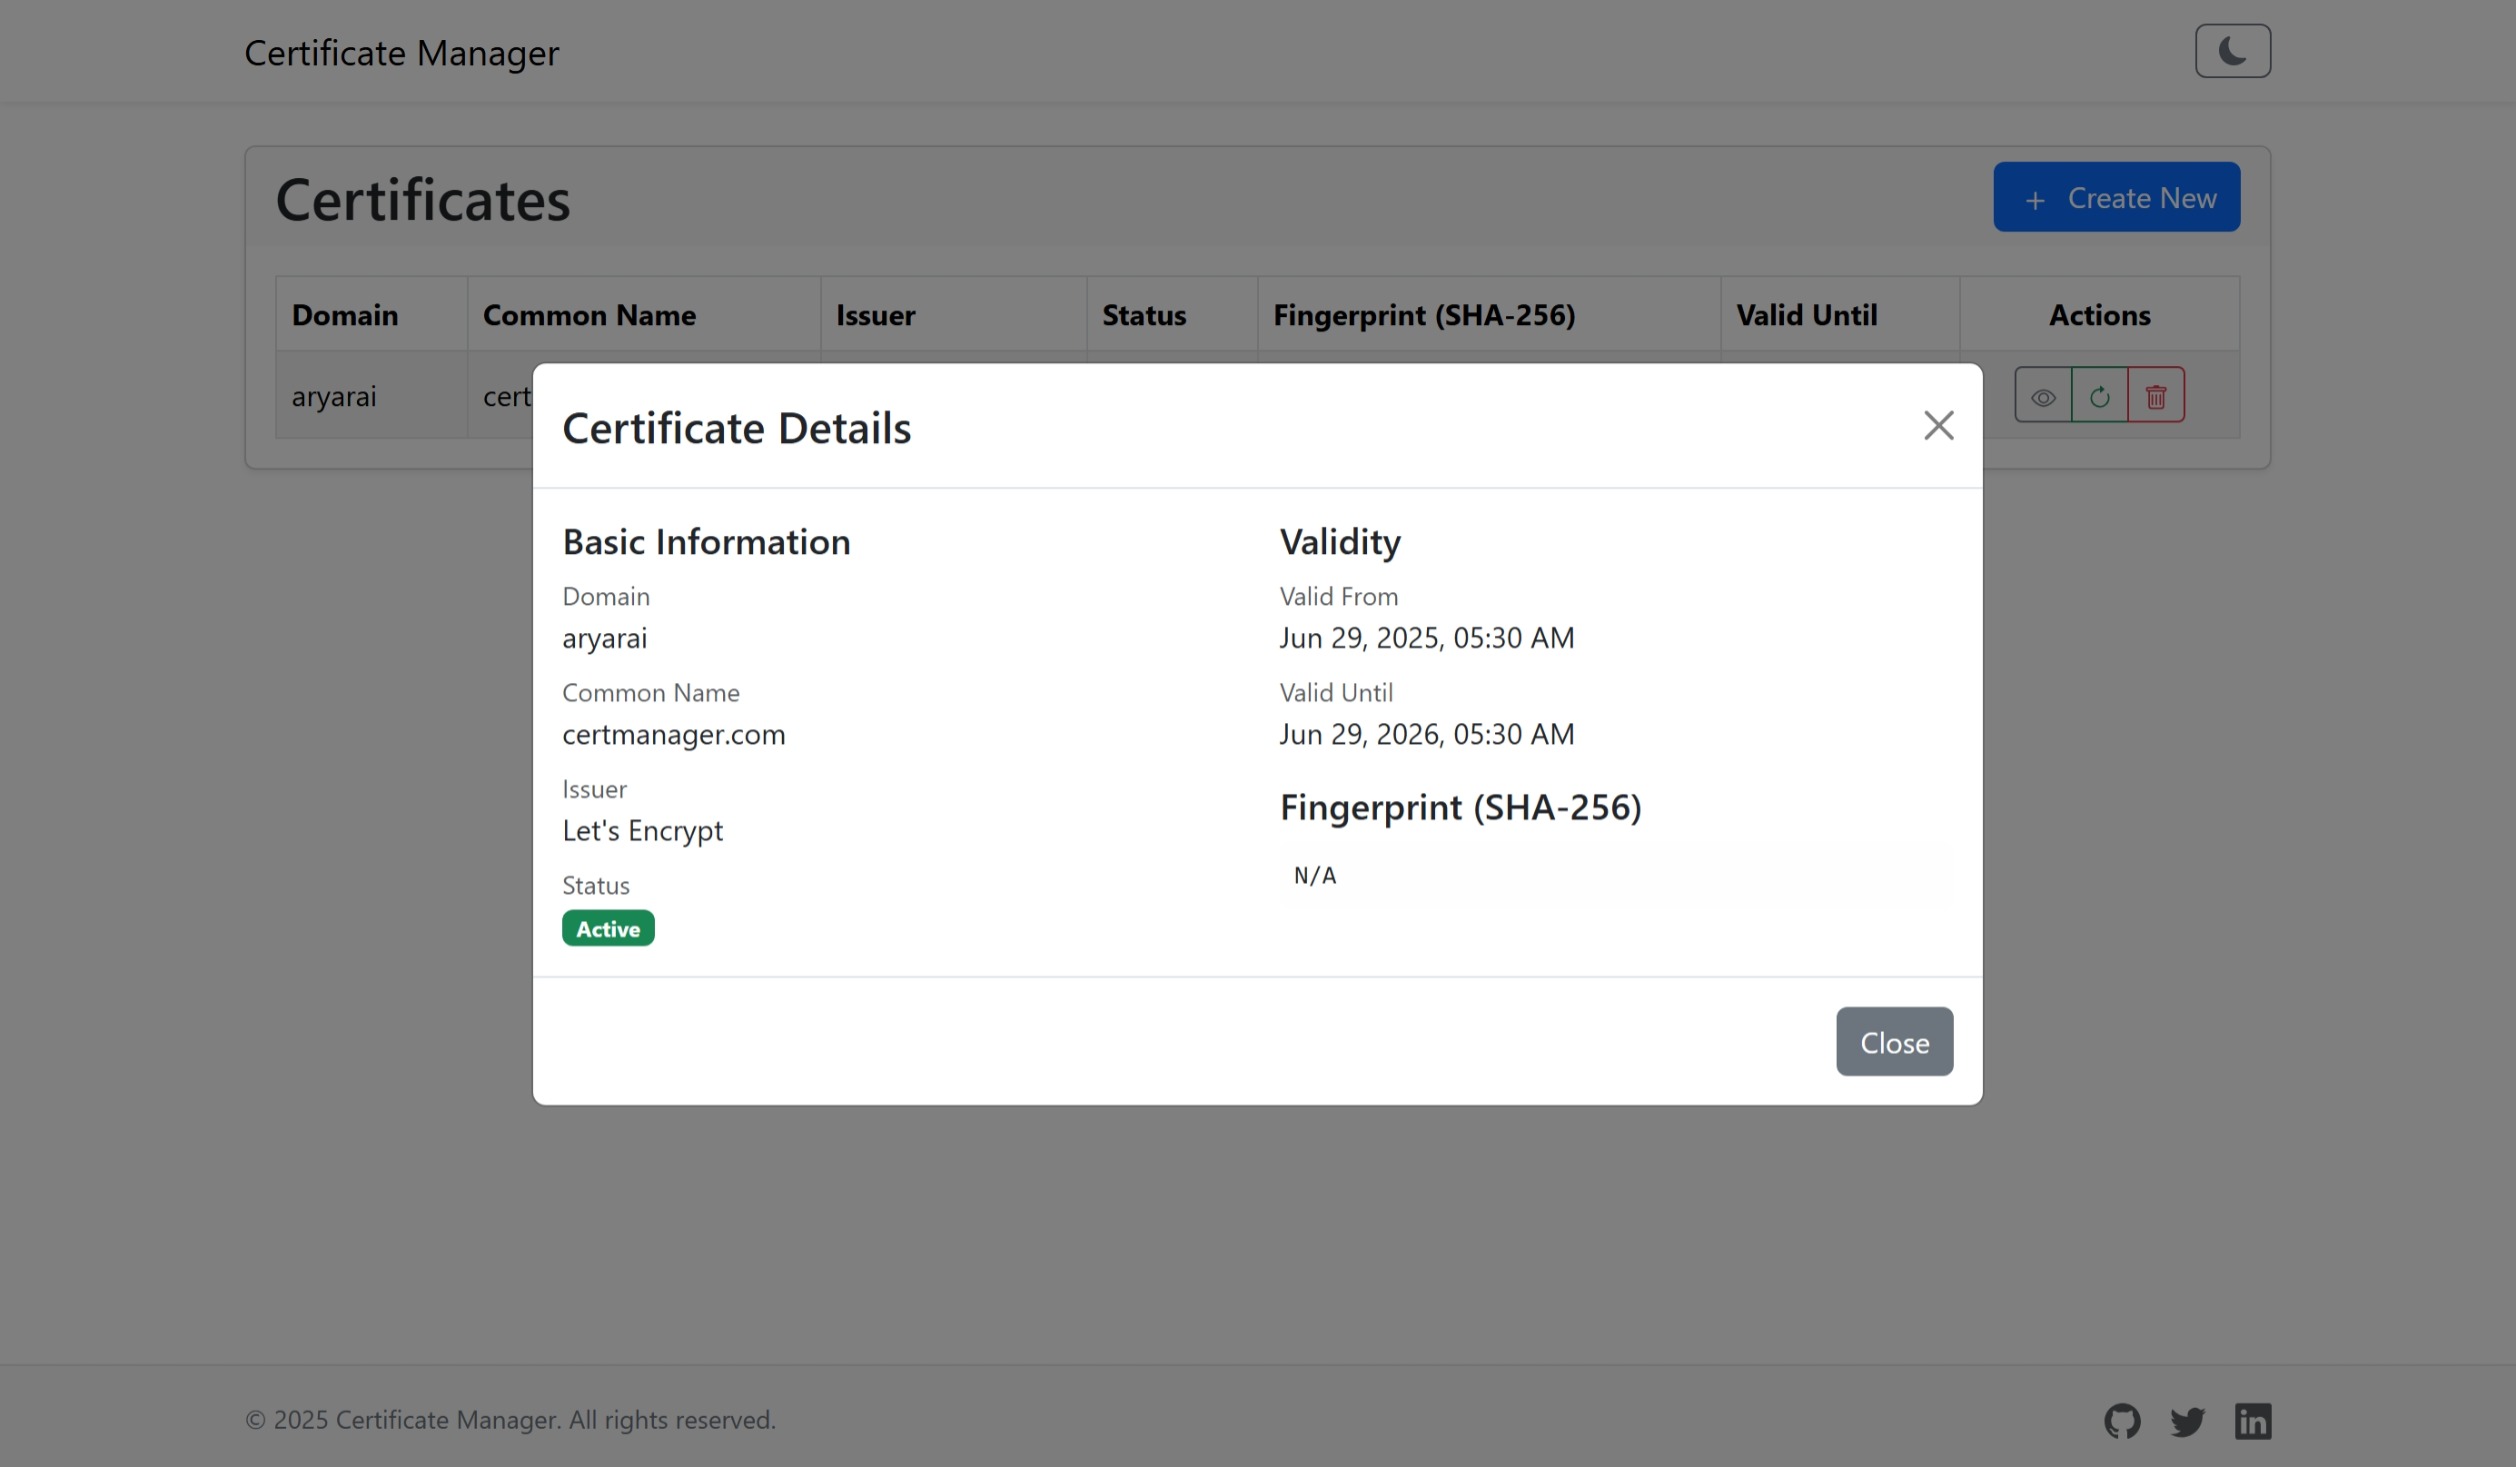 Certificate Manager
Certificates
+ Create New
Domain Common Name Issuer Status Fingerprint (SHA-256) Valid Until Actions
aryarai cert
Certificate Details
Basic Information
Domain
aryarai
Common Name
certmanager.com
Issuer
Let's Encrypt
Status
Active
Validity
Valid From
Jun 29, 2025, 05:30 AM
Valid Until
Jun 29, 2026, 05:30 AM
Fingerprint (SHA-256)
N/A
Close
© 2025 Certificate Manager. All rights reserved.
in